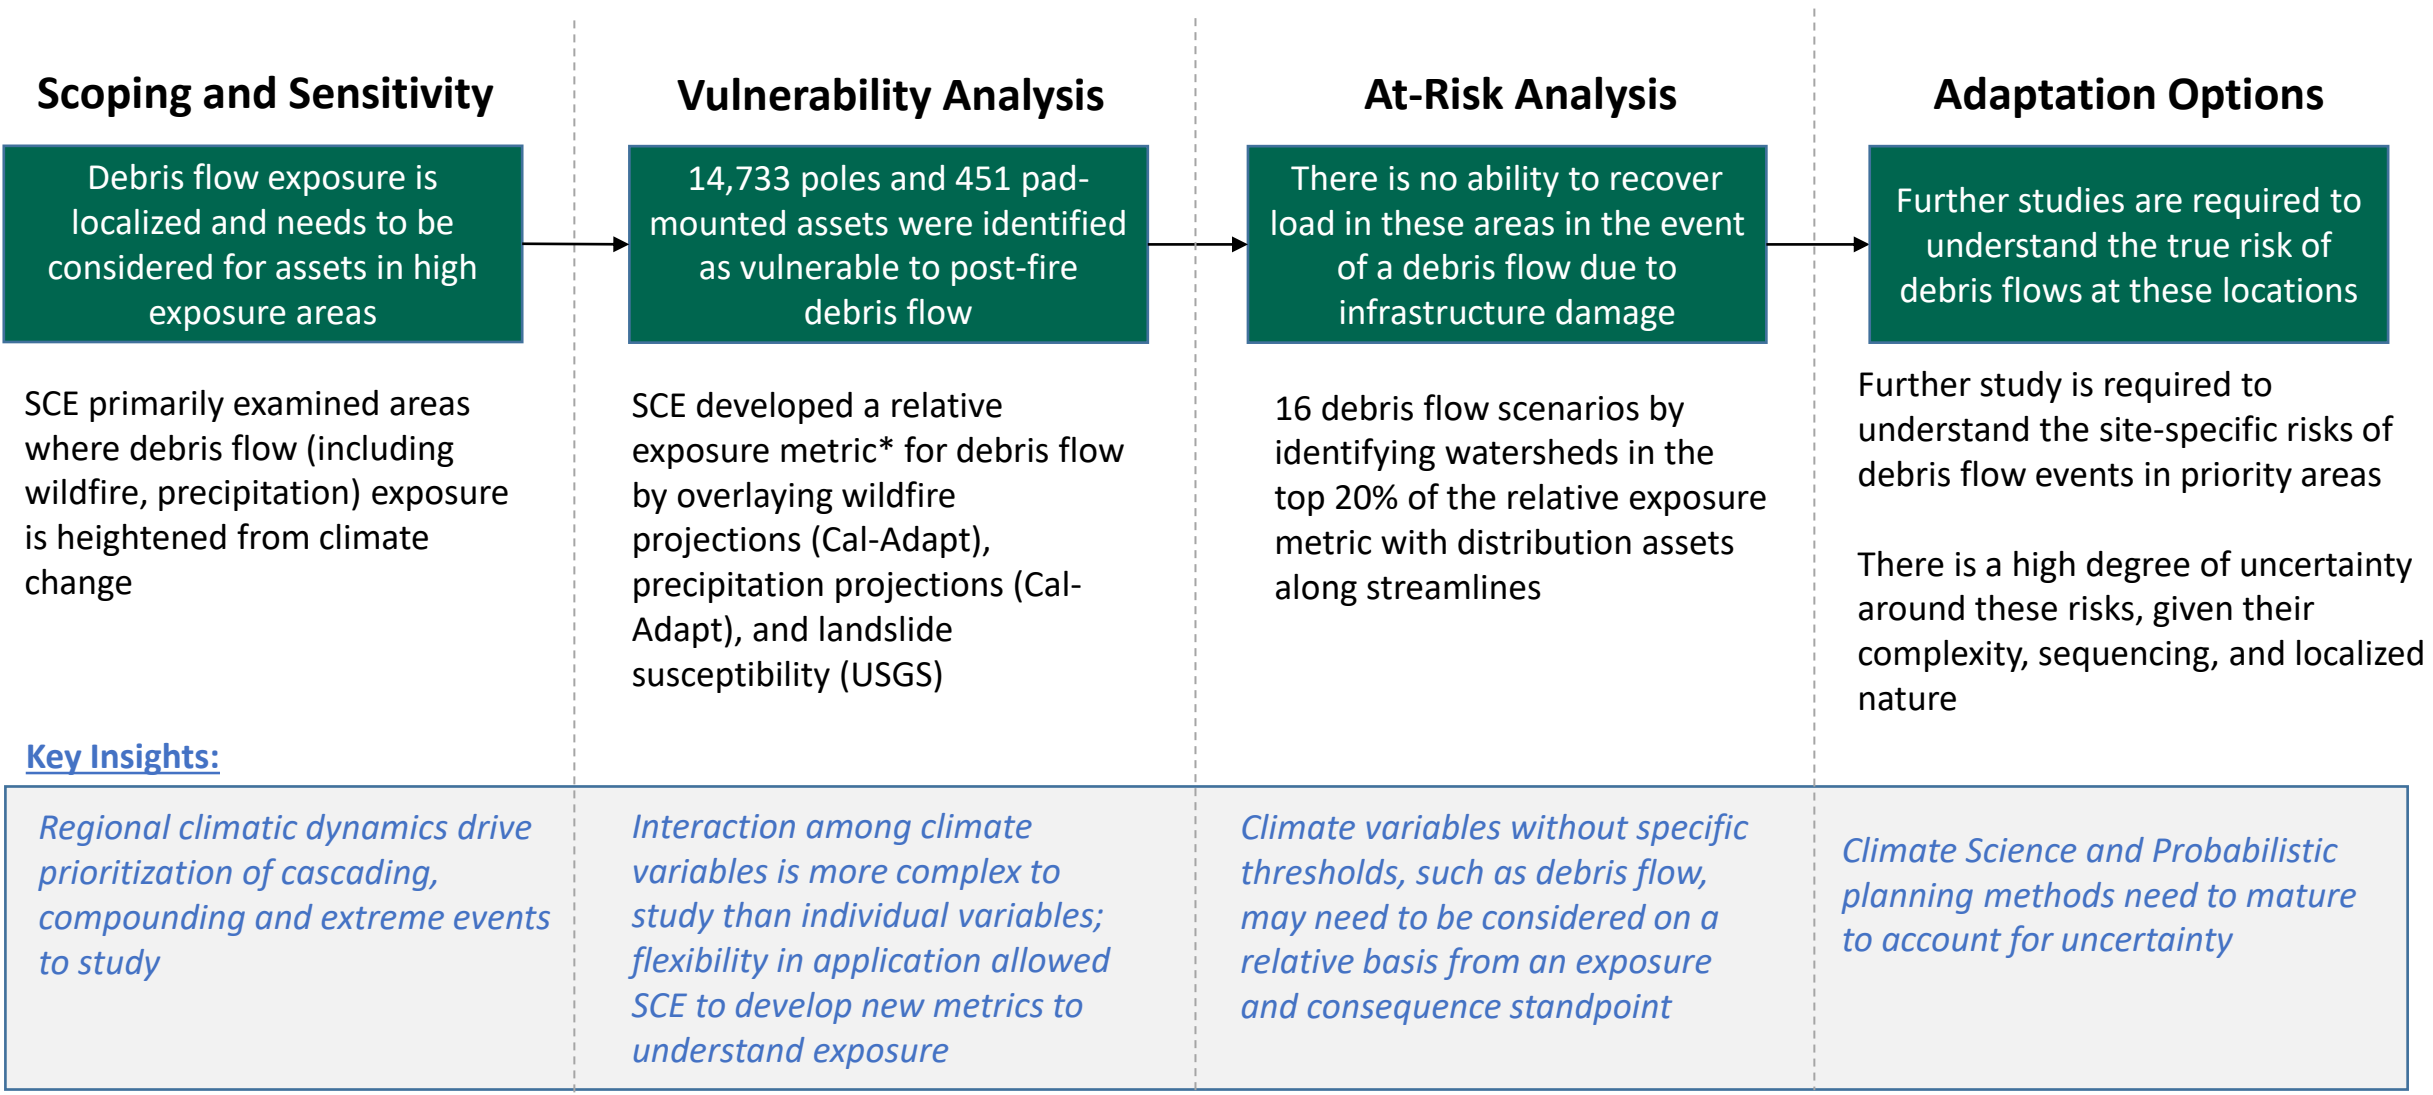 Scoping and Sensitivity
Debris flow exposure is
localized and needs to be
considered for assets in high
exposure areas
SCE primarily examined areas
where debris flow (including
wildfire, precipitation) exposure
is heightened from climate
change
Vulnerability Analysis
14,733 poles and 451 pad-
mounted assets were identified
as vulnerable to post-fire
debris flow
SCE developed a relative
exposure metric* for debris flow
by overlaying wildfire
projections (Cal-Adapt),
precipitation projections (Cal-
Adapt), and landslide
susceptibility (USGS)
At-Risk Analysis
There is no ability to recover
load in these areas in the event
of a debris flow due to
infrastructure damage
16 debris flow scenarios by
identifying watersheds in the
top 20% of the relative exposure
metric with distribution assets
along streamlines
Adaptation Options
Further studies are required to
understand the true risk of
debris flows at these locations
Further study is required to
understand the site-specific risks of
debris flow events in priority areas
There is a high degree of uncertainty
around these risks, given their
complexity, sequencing, and localized
nature
Key Insights:
Regional climatic dynamics drive
prioritization of cascading,
compounding and extreme events
to study
Interaction among climate
variables is more complex to
study than individual variables;
flexibility in application allowed
SCE to develop new metrics to
understand exposure
Climate variables without specific
thresholds, such as debris flow,
may need to be considered on a
relative basis from an exposure
and consequence standpoint
Climate Science and Probabilistic
planning methods need to mature
to account for uncertainty